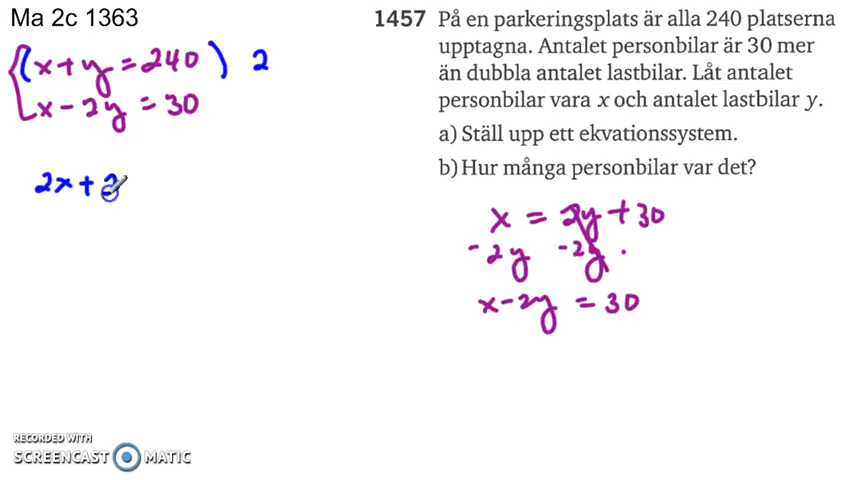 Ma 2c 1363
(x + y = 240) 2
x - 2y = 30
2x + 2
1457 På en parkeringsplats är alla 240 platserna
upptagna. Antalet personbilar är 30 mer
än dubbla antalet lastbilar. Låt antalet
personbilar vara x och antalet lastbilar y.
a) Ställ upp ett ekvationssystem.
b) Hur många personbilar var det?
x = 2y + 30
-2y -2y
x - 2y = 30
RECORDED WITH
SCREENCAST MATIC